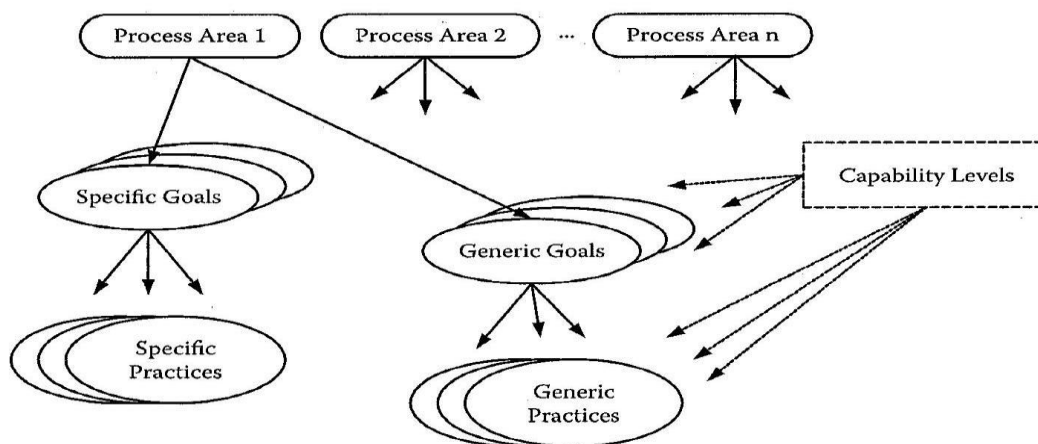 Process Area 1
Process Area 2
...
Process Area n
Specific Goals
Capability Levels
Generic Goals
Specific
Practices
Generic
Practices